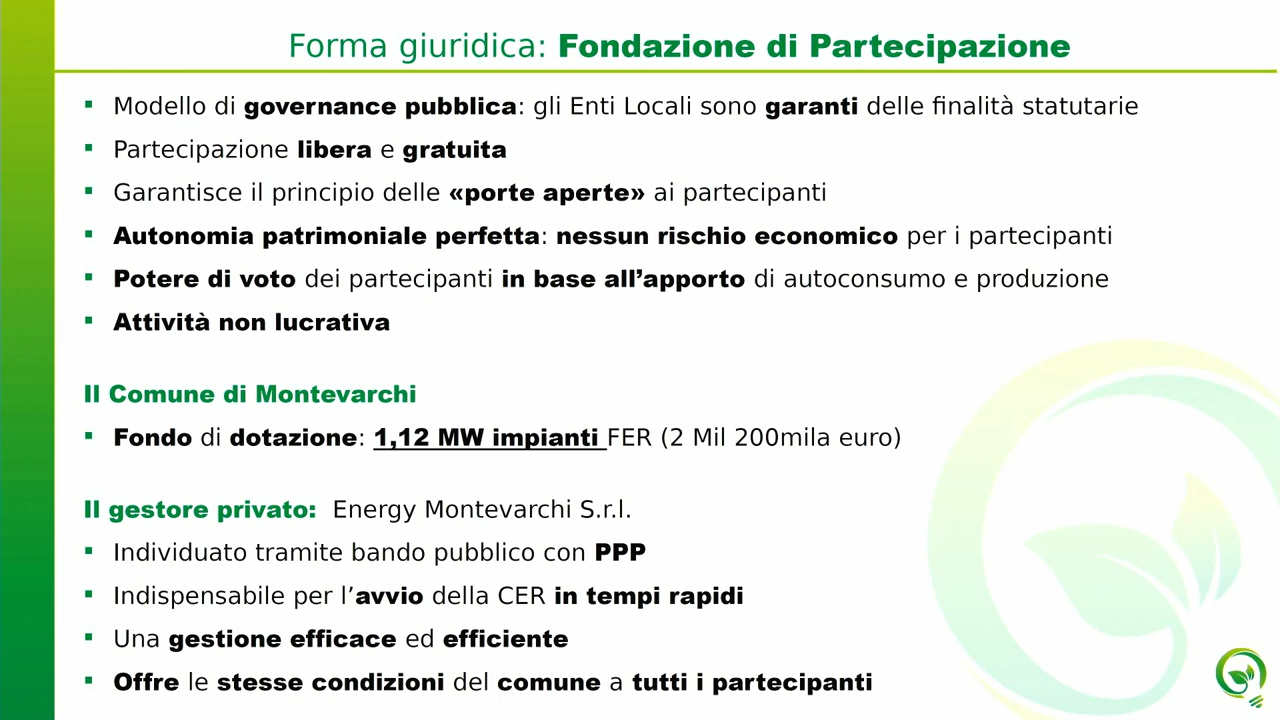 Forma giuridica: Fondazione di Partecipazione
▪ Modello di governance pubblica: gli Enti Locali sono garanti delle finalità statutarie
▪ Partecipazione libera e gratuita
▪ Garantisce il principio delle «porte aperte» ai partecipanti
▪ Autonomia patrimoniale perfetta: nessun rischio economico per i partecipanti
▪ Potere di voto dei partecipanti in base all’apporto di autoconsumo e produzione
▪ Attività non lucrativa
Il Comune di Montevarchi
▪ Fondo di dotazione: 1,12 MW impianti FER (2 Mil 200mila euro)
Il gestore privato: Energy Montevarchi S.r.l.
▪ Individuato tramite bando pubblico con PPP
▪ Indispensabile per l’avvio della CER in tempi rapidi
▪ Una gestione efficace ed efficiente
▪ Offre le stesse condizioni del comune a tutti i partecipanti